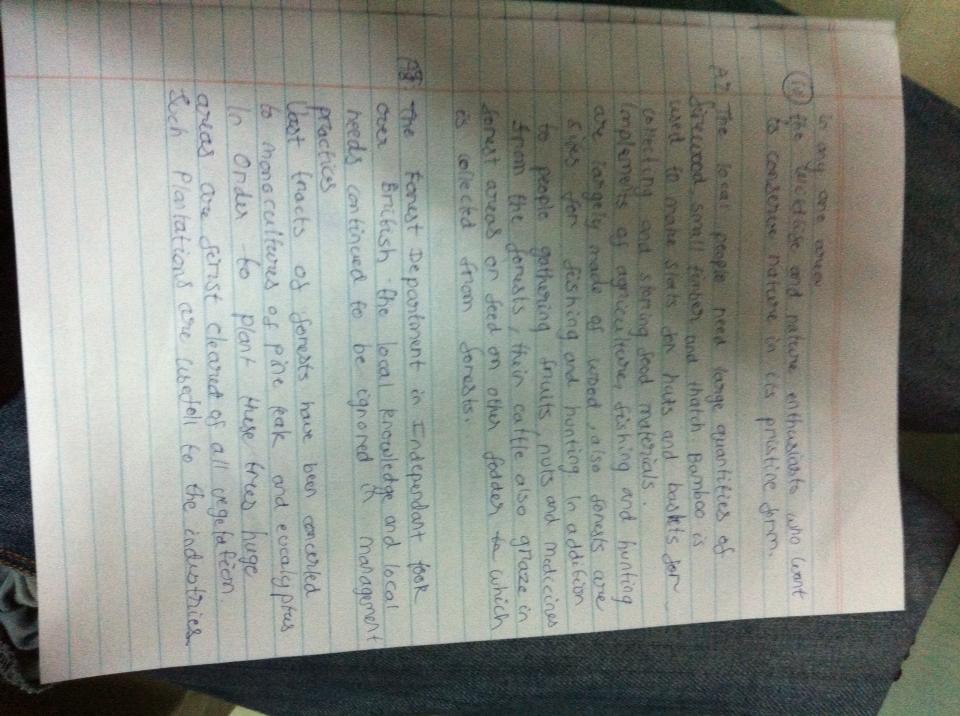 in any one area
(iv) the wildlife and nature enthusiasts who want
to conserve nature in its pristine form.
A7 The local people need large quantities of
firewood small timber and thatch. Bamboo is
used to make slats for huts and baskets for
collecting and storing food materials.
Implements of agriculture, fishing and hunting
are largely made of wood, also forests are
sites for fishing and hunting. In addition
to people gathering fruits, nuts and medicines
from the forests, their cattle also graze in
forest areas or feed on other fodder which
is collected from forests.
A8. The Forest Department in Independant took
over British the local knowledge and local
needs continued to be ignored in managment
practices
Vast tracts of forests have been converted
to monocultures of pine teak and eucalyptus
In Order to plant these trees huge
areas are first cleared of all vegetation.
Such Plantations are usefull to the industries